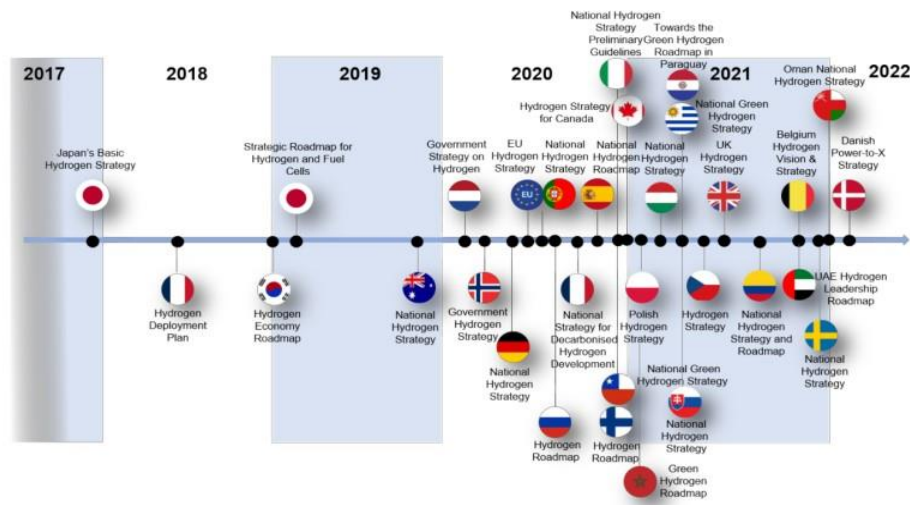 2017
2018
2019
2020
2021
2022
National Hydrogen
Strategy
Preliminary
Guidelines
Towards the
Green Hydrogen
Roadmap in
Paraguay
Oman National
Hydrogen Strategy
Hydrogen Strategy
for Canada
National Green
Hydrogen
Strategy
Japan's Basic
Hydrogen Strategy
Strategic Roadmap for
Hydrogen and Fuel
Cells
Government
Strategy on
Hydrogen
EU
Hydrogen
Strategy
National
Hydrogen
Strategy
National
Hydrogen
Roadmap
National
Hydrogen
Strategy
UK
Hydrogen
Strategy
Belgium
Hydrogen
Vision &
Strategy
Danish
Power-to-X
Strategy
EU
Hydrogen
Deployment
Plan
Hydrogen
Economy
Roadmap
National
Hydrogen
Strategy
Government
Hydrogen
Strategy
National
Hydrogen
Strategy
National
Strategy for
Decarbonised
Hydrogen
Development
Polish
Hydrogen
Strategy
Hydrogen
Strategy
National
Hydrogen
Strategy and
Roadmap
UAE Hydrogen
Leadership
Roadmap
National
Hydrogen
Strategy
Hydrogen
Roadmap
National Green
Hydrogen Strategy
Hydrogen
Roadmap
National
Hydrogen
Strategy
Green
Hydrogen
Roadmap